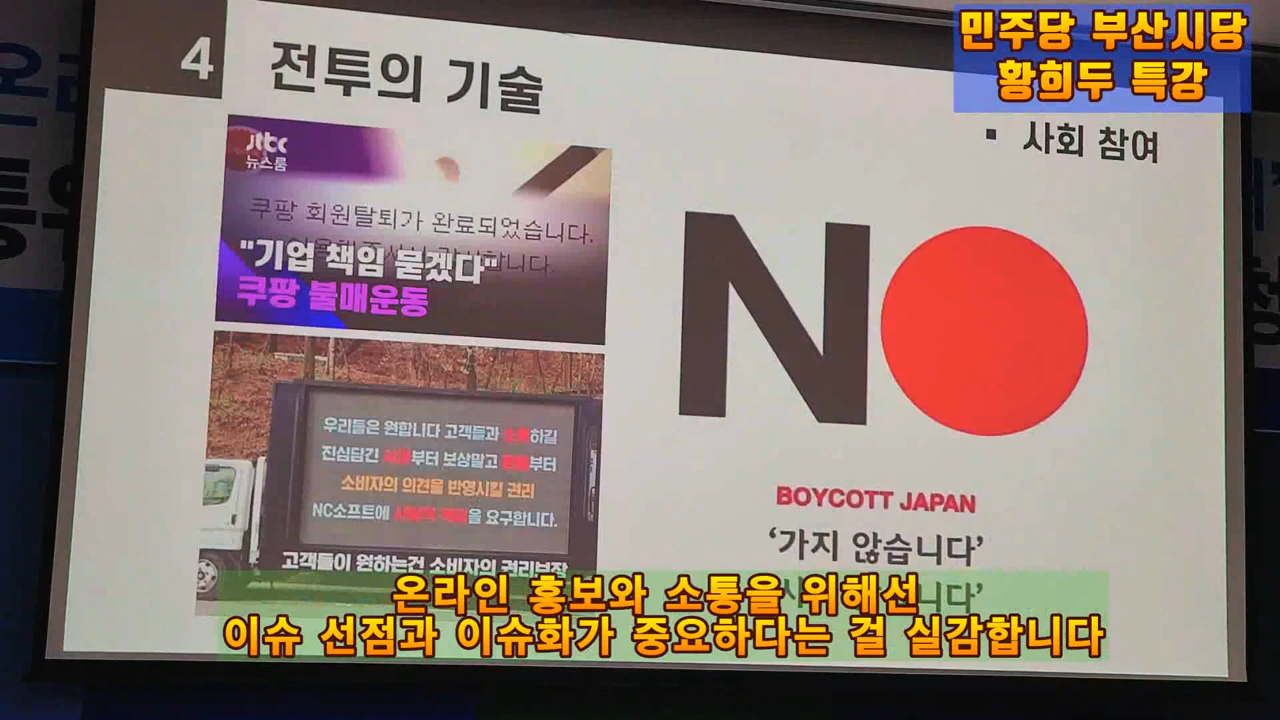 민주당 부산시당
황희두 특강
4
전투의 기술
사회 참여
jtbc
뉴스룸
쿠팡 회원탈퇴가 완료되었습니다.
"기업 책임 묻겠다"
쿠팡 불매운동
NO
BOYCOTT JAPAN
'가지 않습니다'
우리들은 원합니다 고객들과 하길
진심담긴 부터 보상말고 부터
소비자의 의견을 반영시킬 권리
NC소프트에 을 요구합니다.
고객들이 원하는건 소비자의 권리보장
온라인 홍보와 소통을 위해선
이슈 선점과 이슈화가 중요하다는 걸 실감합니다